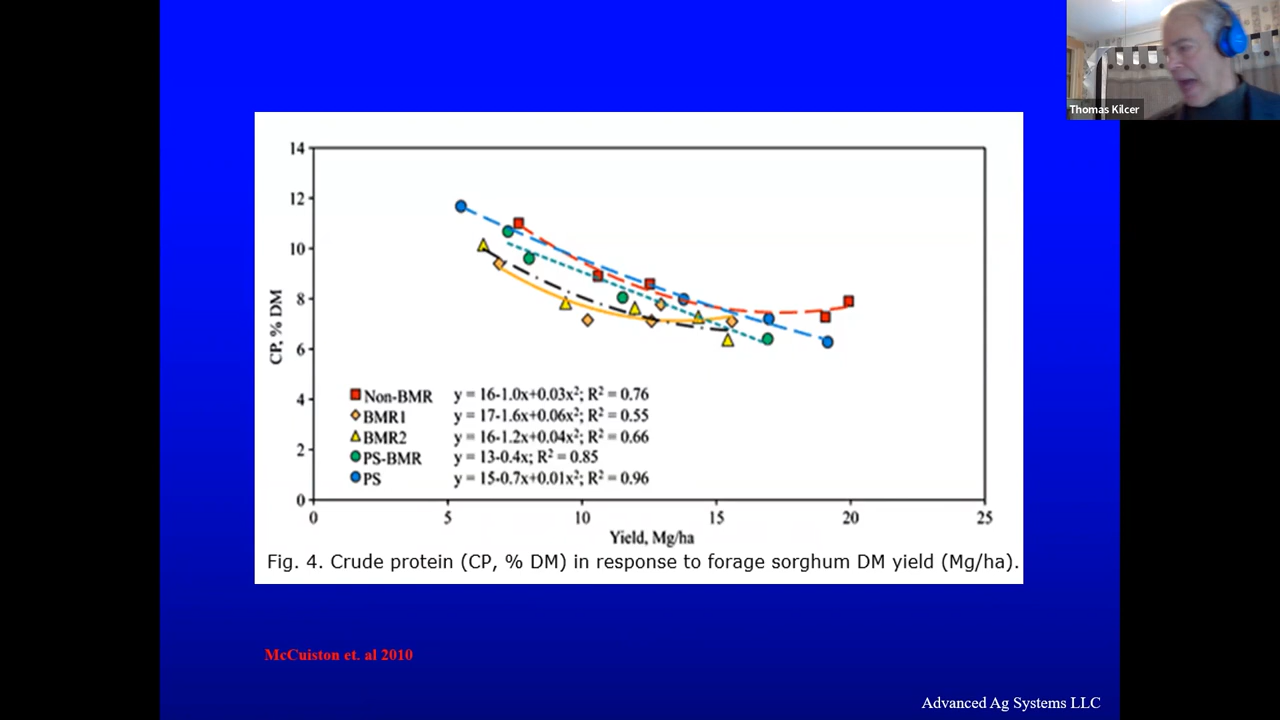 Thomas Kilcer
14
12
10
8
6
4
2
0
CP, % DM
Non-BMR y = 16-1.0x+0.03x²; R² = 0.76
BMR1 y = 17-1.6x+0.06x²; R² = 0.55
BMR2 y = 16-1.2x+0.04x²; R² = 0.66
PS-BMR y = 13-0.4x; R² = 0.85
PS y = 15-0.7x+0.01x²; R² = 0.96
0 5 10 15 20 25
Yield, Mg/ha
Fig. 4. Crude protein (CP, % DM) in response to forage sorghum DM yield (Mg/ha).
McCuiston et. al 2010
Advanced Ag Systems LLC